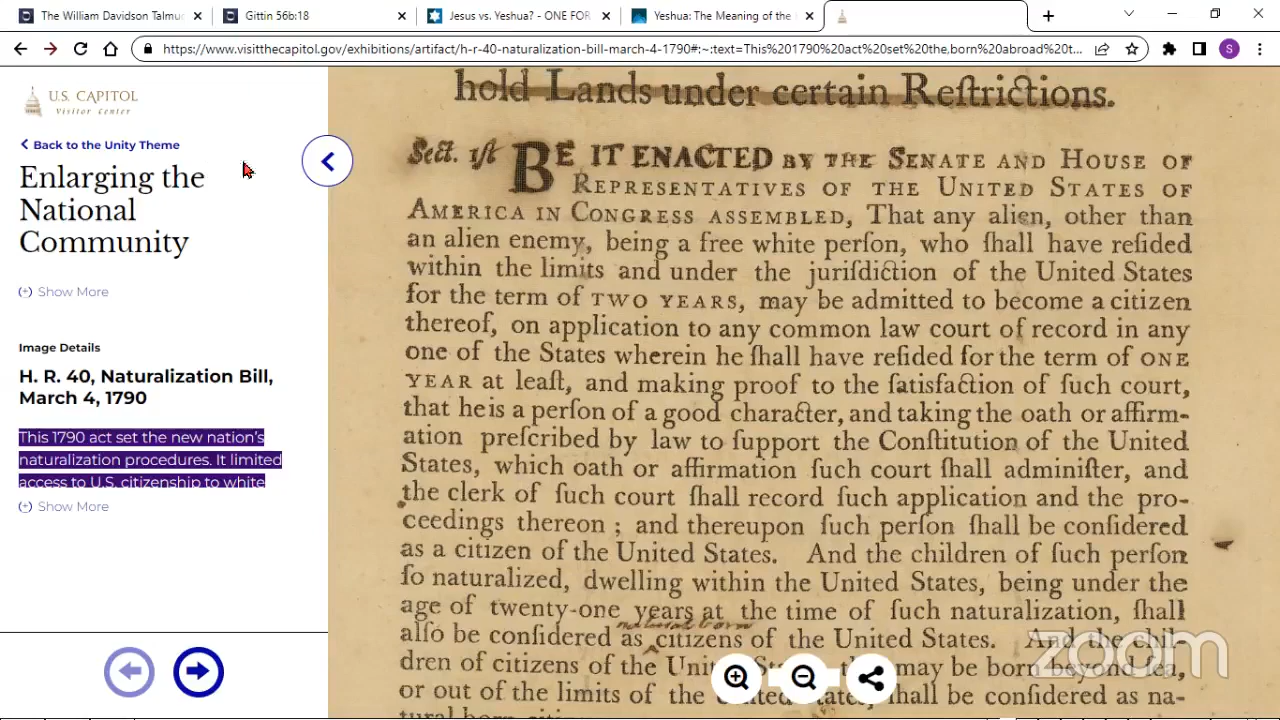 The William Davidson Talmu
Gittin 56b:18
Jesus vs. Yeshua? - ONE FOR
Yeshua: The Meaning of the
https://www.visitthecapitol.gov/exhibitions/artifact/h-r-40-naturalization-bill-march-4-1790#:~:text=This%201790%20act%20set%20the,born%20abroad%20t...
S
U.S. CAPITOL
Visitor Center
Back to the Unity Theme
Enlarging the
National
Community
Show More
Image Details
H. R. 40, Naturalization Bill,
March 4, 1790
This 1790 act set the new nation's
naturalization procedures. It limited
access to U.S. citizenship to white
Show More
hold Lands under certain Reſtrictions.
Sect. 1ſt BE IT ENACTED BY THE SENATE AND HOUSE OF
REPRESENTATIVES OF THE UNITED STATES OF
AMERICA IN CONGRESS ASSEMBLED, That any alien, other than
an alien enemy, being a free white perſon, who ſhall have reſided
within the limits and under the juriſdiction of the United States
for the term of TWO YEARS, may be admitted to become a citizen
thereof, on application to any common law court of record in any
one of the States wherein he ſhall have reſided for the term of ONE
YEAR at leaſt, and making proof to the ſatisfaction of ſuch court,
that he is a perſon of a good character, and taking the oath or affirm-
ation preſcribed by law to ſupport the Conſtitution of the United
States, which oath or affirmation ſuch court ſhall adminiſter, and
the clerk of ſuch court ſhall record ſuch application and the pro-
ceedings thereon ; and thereupon ſuch perſon ſhall be conſidered
as a citizen of the United States. And the children of ſuch perſon
ſo naturalized, dwelling within the United States, being under the
age of twenty-one years at the time of ſuch naturalization, ſhall
natural born
alſo be conſidered as citizens of the United States. And the chil-
dren of citizens of the United may be born beyond ſea,
or out of the limits of the United States, ſhall be conſidered as na-
tural born
zoom